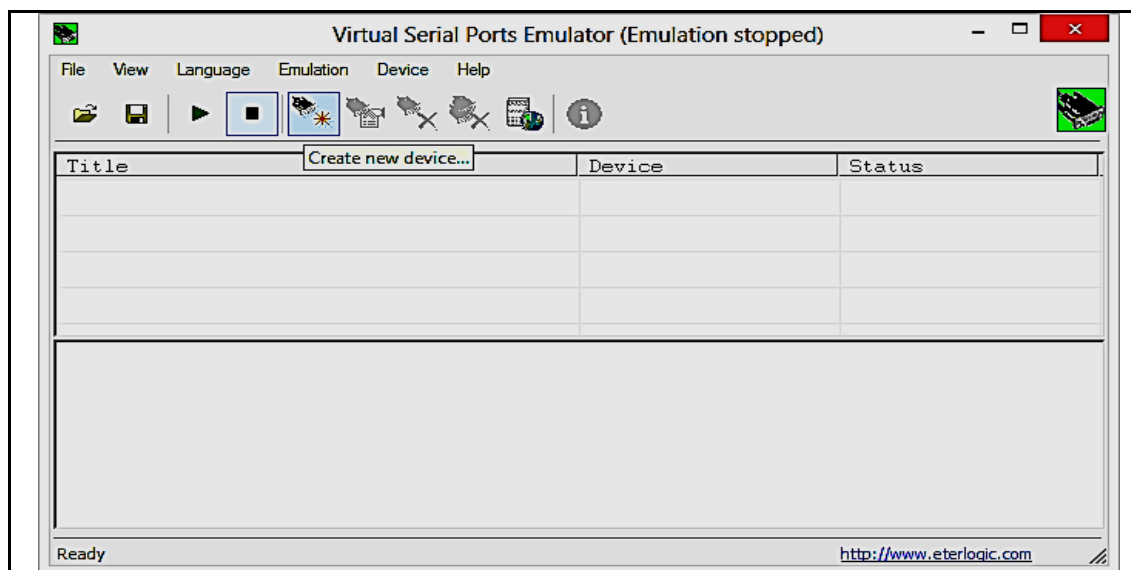 Virtual Serial Ports Emulator (Emulation stopped)
File View Language Emulation Device Help
Create new device...
Title Device Status
Ready http://www.eterlogic.com